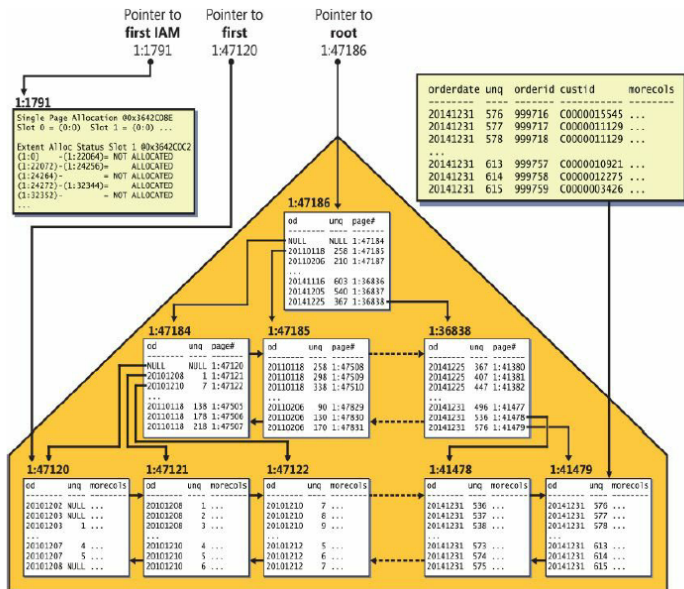 Pointer to
first IAM
1:1791
Pointer to
first
1:47120
Pointer to
root
1:47186
1:1791
Single Page Allocation @0x3642C08E
Slot 0 = (0:0) Slot 1 = (0:0) ...
Extent Alloc Status Slot 1 @0x3642C0C2
(1:0) -(1:22064)= NOT ALLOCATED
(1:22072)-(1:24256)= ALLOCATED
(1:24264)- = NOT ALLOCATED
(1:24272)-(1:32344)= ALLOCATED
(1:32352)- = NOT ALLOCATED
...
orderdate unq orderid custid morecols
20141231 576 999716 C0000015545 ...
20141231 577 999717 C0000011129 ...
20141231 578 999718 C0000011129 ...
...
20141231 613 999757 C0000010921 ...
20141231 614 999758 C0000012275 ...
20141231 615 999759 C0000003426 ...
1:47186
od unq page#
NULL NULL 1:47184
20110118 258 1:47185
20110206 210 1:47187
...
20141116 603 1:36836
20141205 540 1:36837
20141225 367 1:36838
1:47184
od unq page#
NULL NULL 1:47120
20101208 1 1:47121
20101210 7 1:47122
...
20110118 138 1:47505
20110118 178 1:47506
20110118 218 1:47507
1:47185
od unq page#
20110118 258 1:47508
20110118 298 1:47509
20110118 338 1:47510
...
20110206 90 1:47829
20110206 130 1:47830
20110206 170 1:47831
1:36838
od unq page#
20141225 367 1:41380
20141225 407 1:41381
20141225 447 1:41382
...
20141231 496 1:41477
20141231 536 1:41478
20141231 576 1:41479
1:47120
od unq morecols
20101202 NULL ...
20101203 NULL ...
20101203 1 ...
...
20101207 4 ...
20101207 5 ...
20101208 NULL ...
1:47121
od unq morecols
20101208 1 ...
20101208 2 ...
20101208 3 ...
...
20101210 4 ...
20101210 5 ...
20101210 6 ...
1:47122
od unq morecols
20101210 7 ...
20101210 8 ...
20101210 9 ...
...
20101212 5 ...
20101212 6 ...
20101212 7 ...
1:41478
od unq morecols
20141231 536 ...
20141231 537 ...
20141231 538 ...
...
20141231 573 ...
20141231 574 ...
20141231 575 ...
1:41479
od unq morecols
20141231 576 ...
20141231 577 ...
20141231 578 ...
...
20141231 613 ...
20141231 614 ...
20141231 615 ...